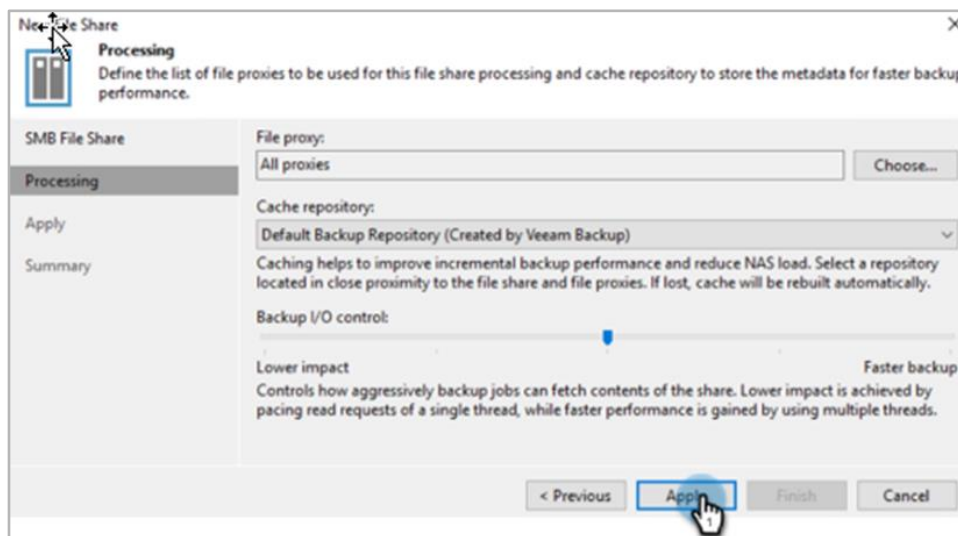 New File Share
Processing
Define the list of file proxies to be used for this file share processing and cache repository to store the metadata for faster backup
performance.
SMB File Share
Processing
Apply
Summary
File proxy:
All proxies
Choose...
Cache repository:
Default Backup Repository (Created by Veeam Backup)
Caching helps to improve incremental backup performance and reduce NAS load. Select a repository
located in close proximity to the file share and file proxies. If lost, cache will be rebuilt automatically.
Backup I/O control:
Lower impact
Faster backup
Controls how aggressively backup jobs can fetch contents of the share. Lower impact is achieved by
pacing read requests of a single thread, while faster performance is gained by using multiple threads.
< Previous
Apply
Finish
Cancel
1